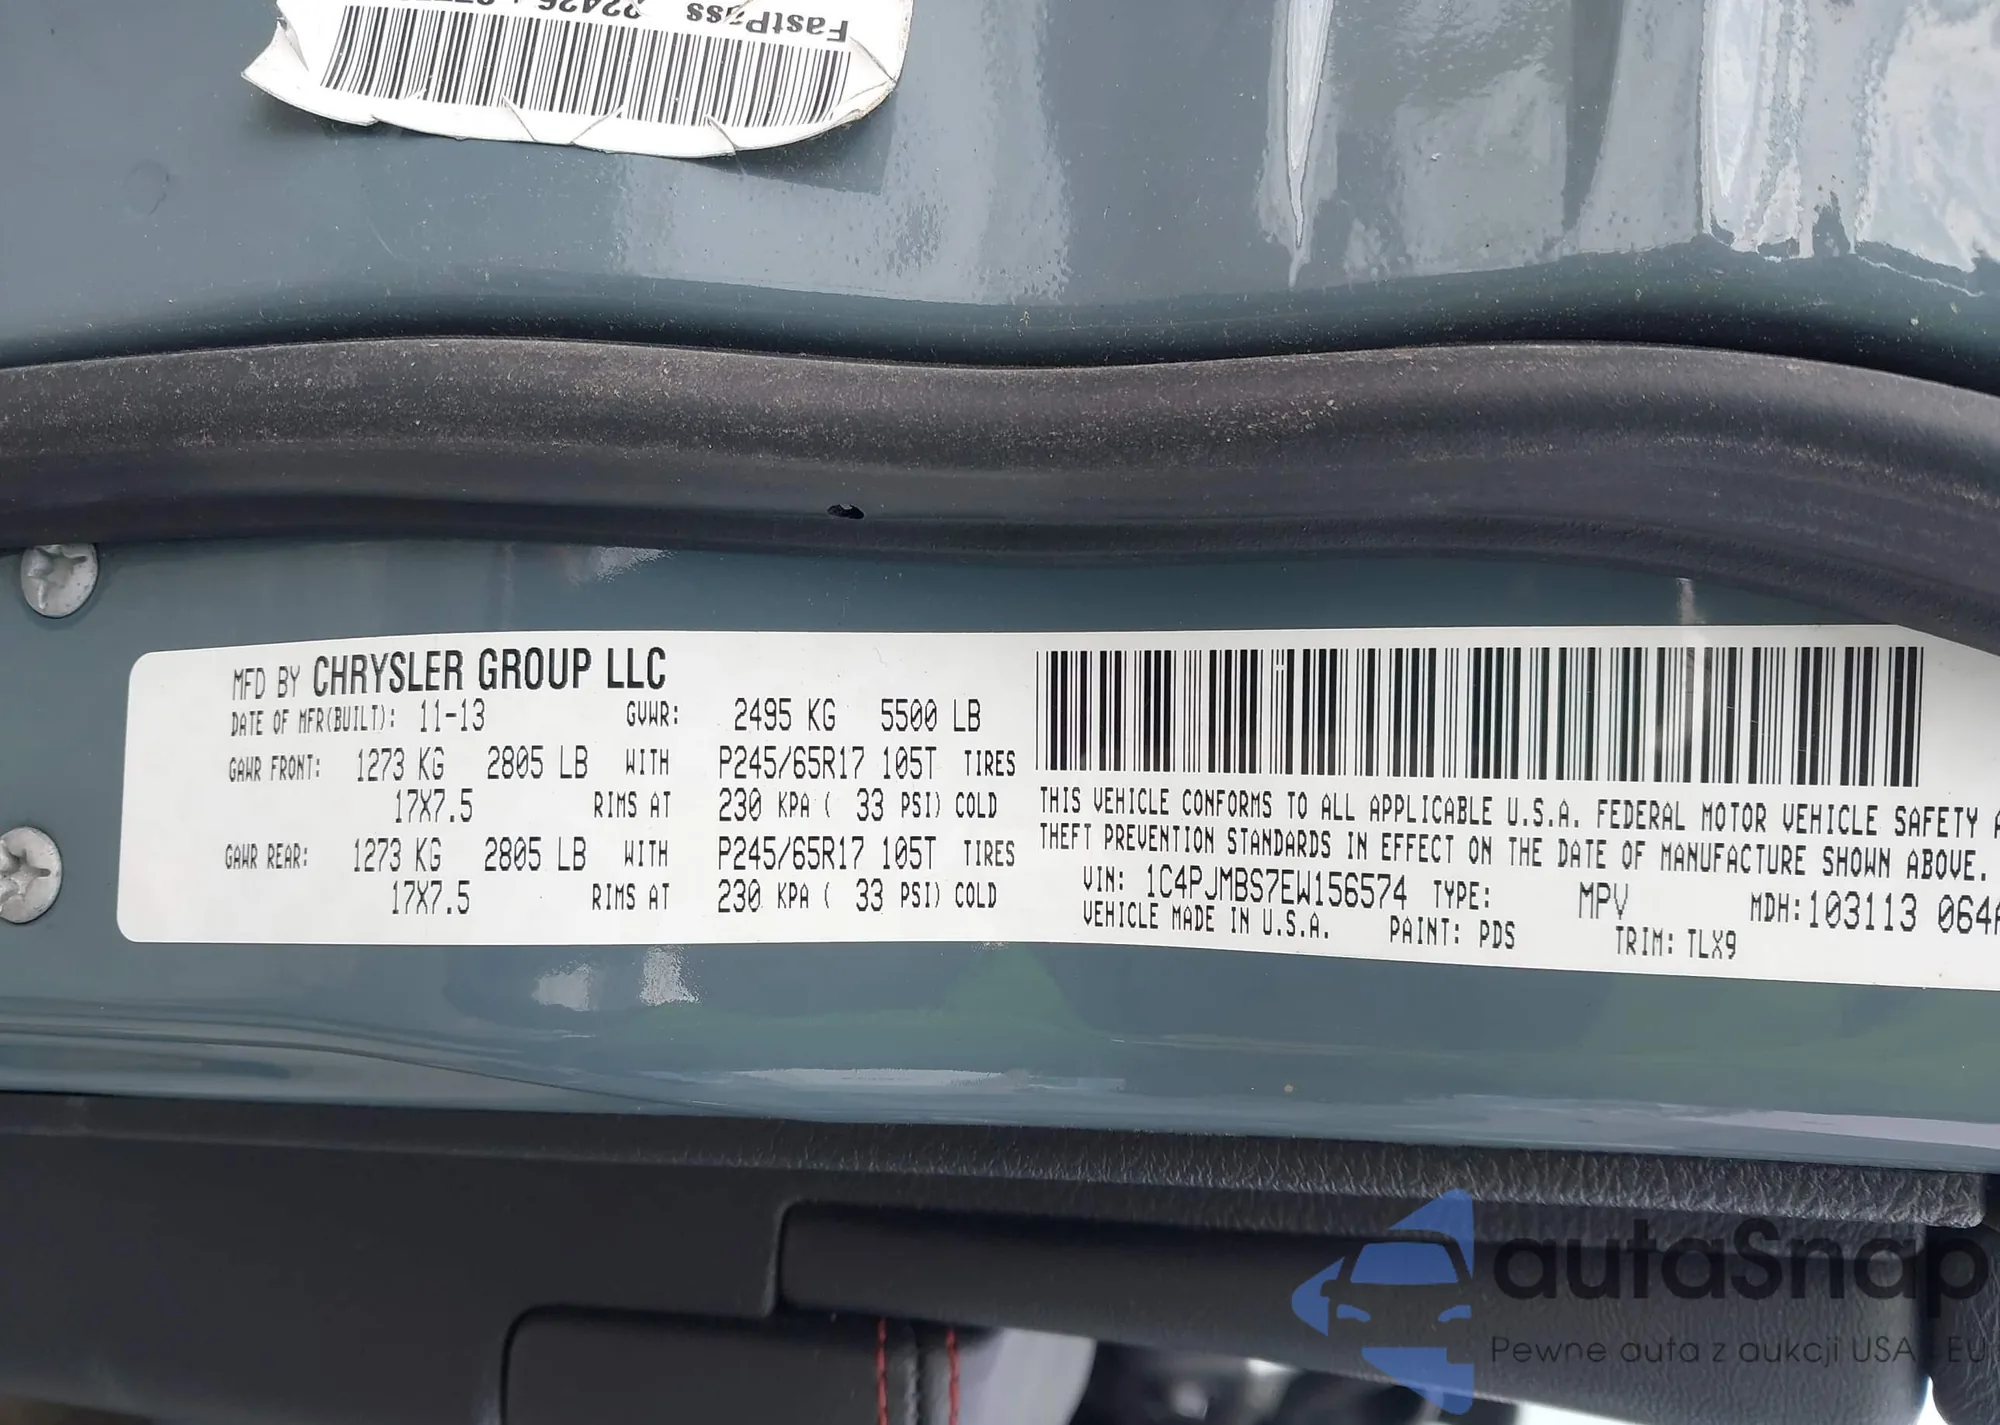 FastPass
MFD BY CHRYSLER GROUP LLC
DATE OF MFR(BUILT): 11-13 GVWR: 2495 KG 5500 LB
GAWR FRONT: 1273 KG 2805 LB WITH P245/65R17 105T TIRES
17X7.5 RIMS AT 230 KPA ( 33 PSI) COLD
GAWR REAR: 1273 KG 2805 LB WITH P245/65R17 105T TIRES
17X7.5 RIMS AT 230 KPA ( 33 PSI) COLD
THIS VEHICLE CONFORMS TO ALL APPLICABLE U.S.A. FEDERAL MOTOR VEHICLE SAFETY
THEFT PREVENTION STANDARDS IN EFFECT ON THE DATE OF MANUFACTURE SHOWN ABOVE.
VIN: 1C4PJMBS7EW156574 TYPE: MPV MDH:103113 064
VEHICLE MADE IN U.S.A. PAINT: PDS TRIM: TLX9
autaSnap
Pewne auta z aukcji USA - EU